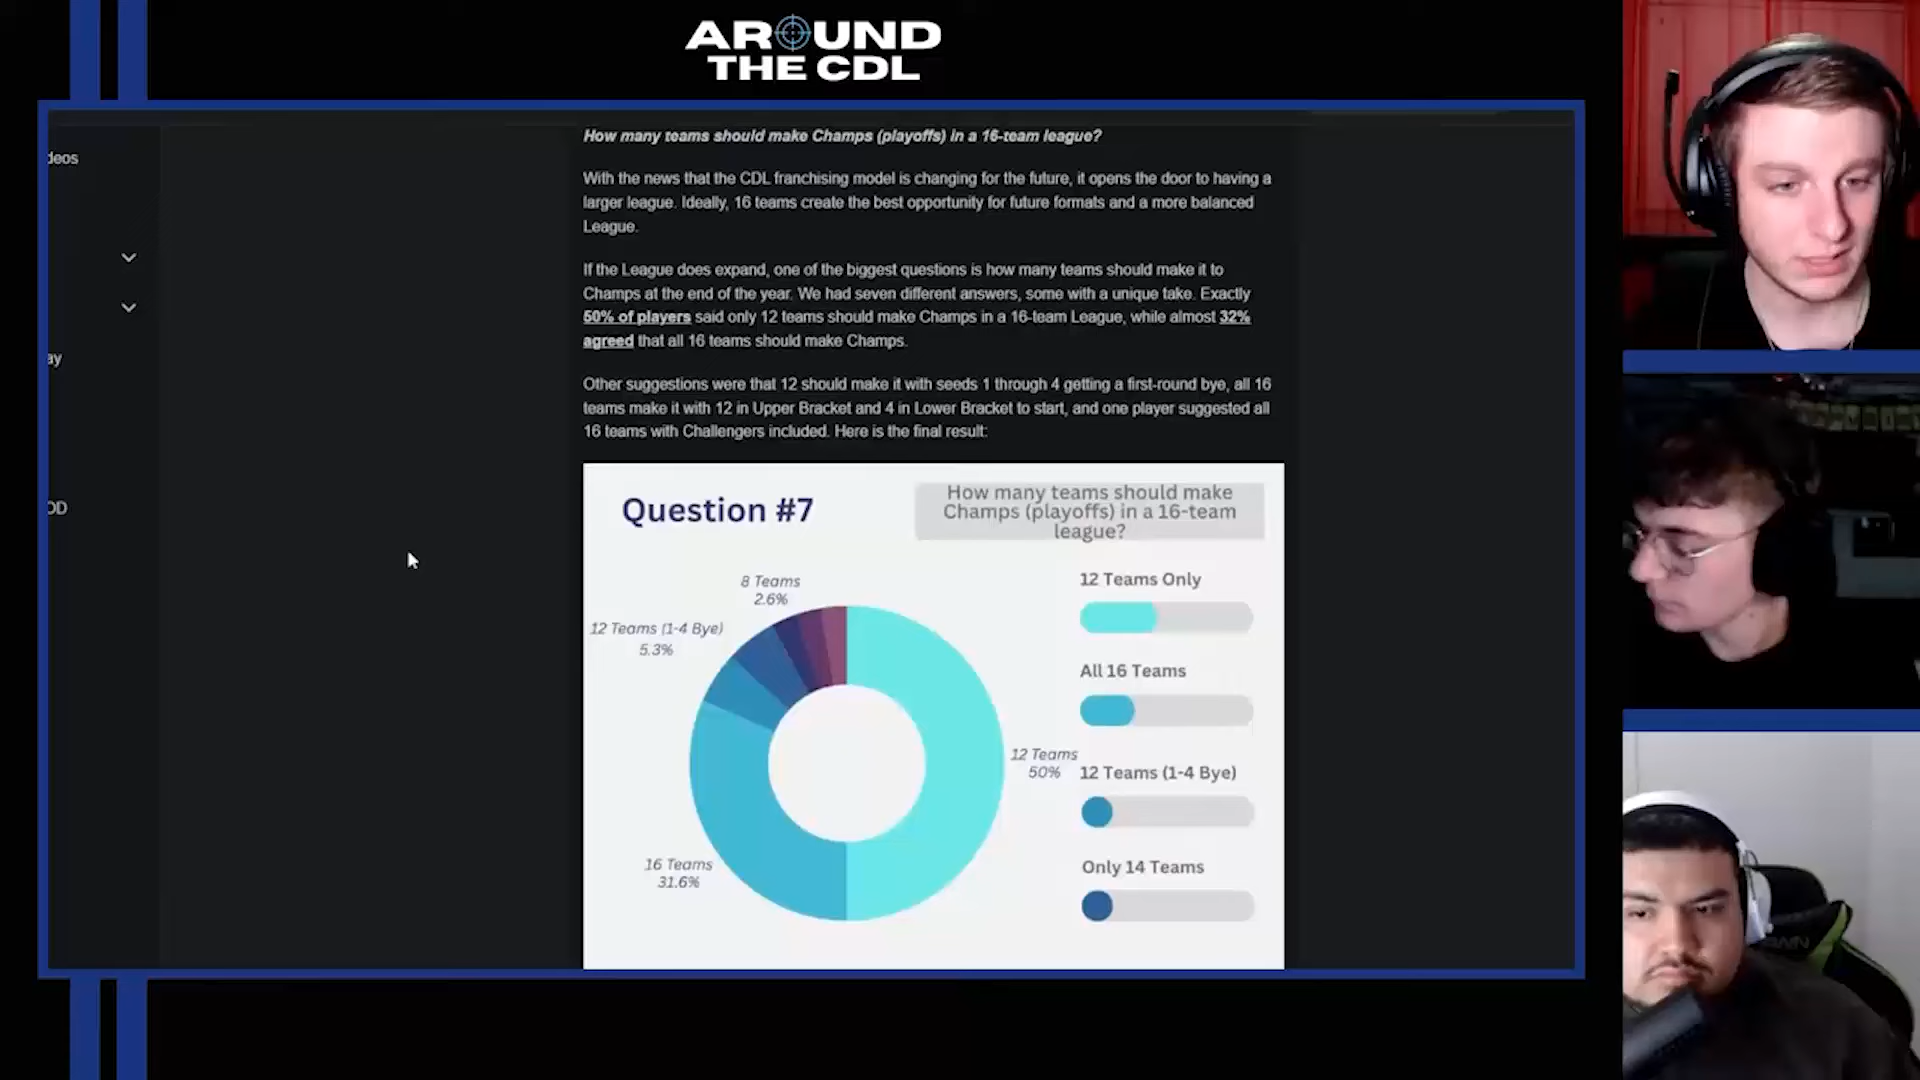 AROUND
THE CDL
deos
ay
OD
How many teams should make Champs (playoffs) in a 16-team league?
With the news that the CDL franchising model is changing for the future, it opens the door to having a
larger league. Ideally, 16 teams create the best opportunity for future formats and a more balanced
League.
If the League does expand, one of the biggest questions is how many teams should make it to
Champs at the end of the year. We had seven different answers, some with a unique take. Exactly
50% of players said only 12 teams should make Champs in a 16-team League, while almost 32%
agreed that all 16 teams should make Champs.
Other suggestions were that 12 should make it with seeds 1 through 4 getting a first-round bye, all 16
teams make it with 12 in Upper Bracket and 4 in Lower Bracket to start, and one player suggested all
16 teams with Challengers included. Here is the final result:
Question #7
How many teams should make
Champs (playoffs) in a 16-team
league?
8 Teams
2.6%
12 Teams (1-4 Bye)
5.3%
16 Teams
31.6%
12 Teams
50%
12 Teams Only
All 16 Teams
12 Teams (1-4 Bye)
Only 14 Teams